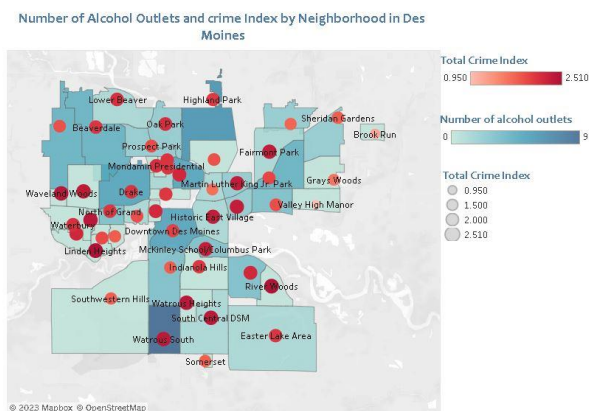 Number of Alcohol Outlets and crime Index by Neighborhood in Des
Moines
Total Crime Index
0.950 2.510
Number of alcohol outlets
0 9
Total Crime Index
0.950
1.500
2.000
2.510
Lower Beaver
Highland Park
Sheridan Gardens
Beaverdale
Oak Park
Brook Run
Prospect Park
Fairmont Park
Mondamin Presidential
Martin Luther King Jr Park
Grays Woods
Waveland Woods
Drake
Valley High Manor
North of Grand
Historic East Village
Waterbury
Downtown Des Moines
Linden Heights
McKinley School/Columbus Park
Indianola Hills
River Woods
Southwestern Hills
Watrous Heights
South Central DSM
Watrous South
Easter Lake Area
Somerset
© 2023 Mapbox © OpenStreetMap